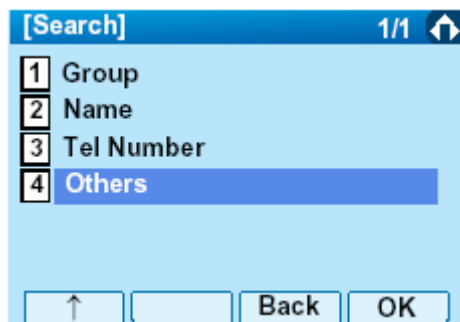 [Search] 1/1
1 Group
2 Name
3 Tel Number
4 Others
↑ Back OK